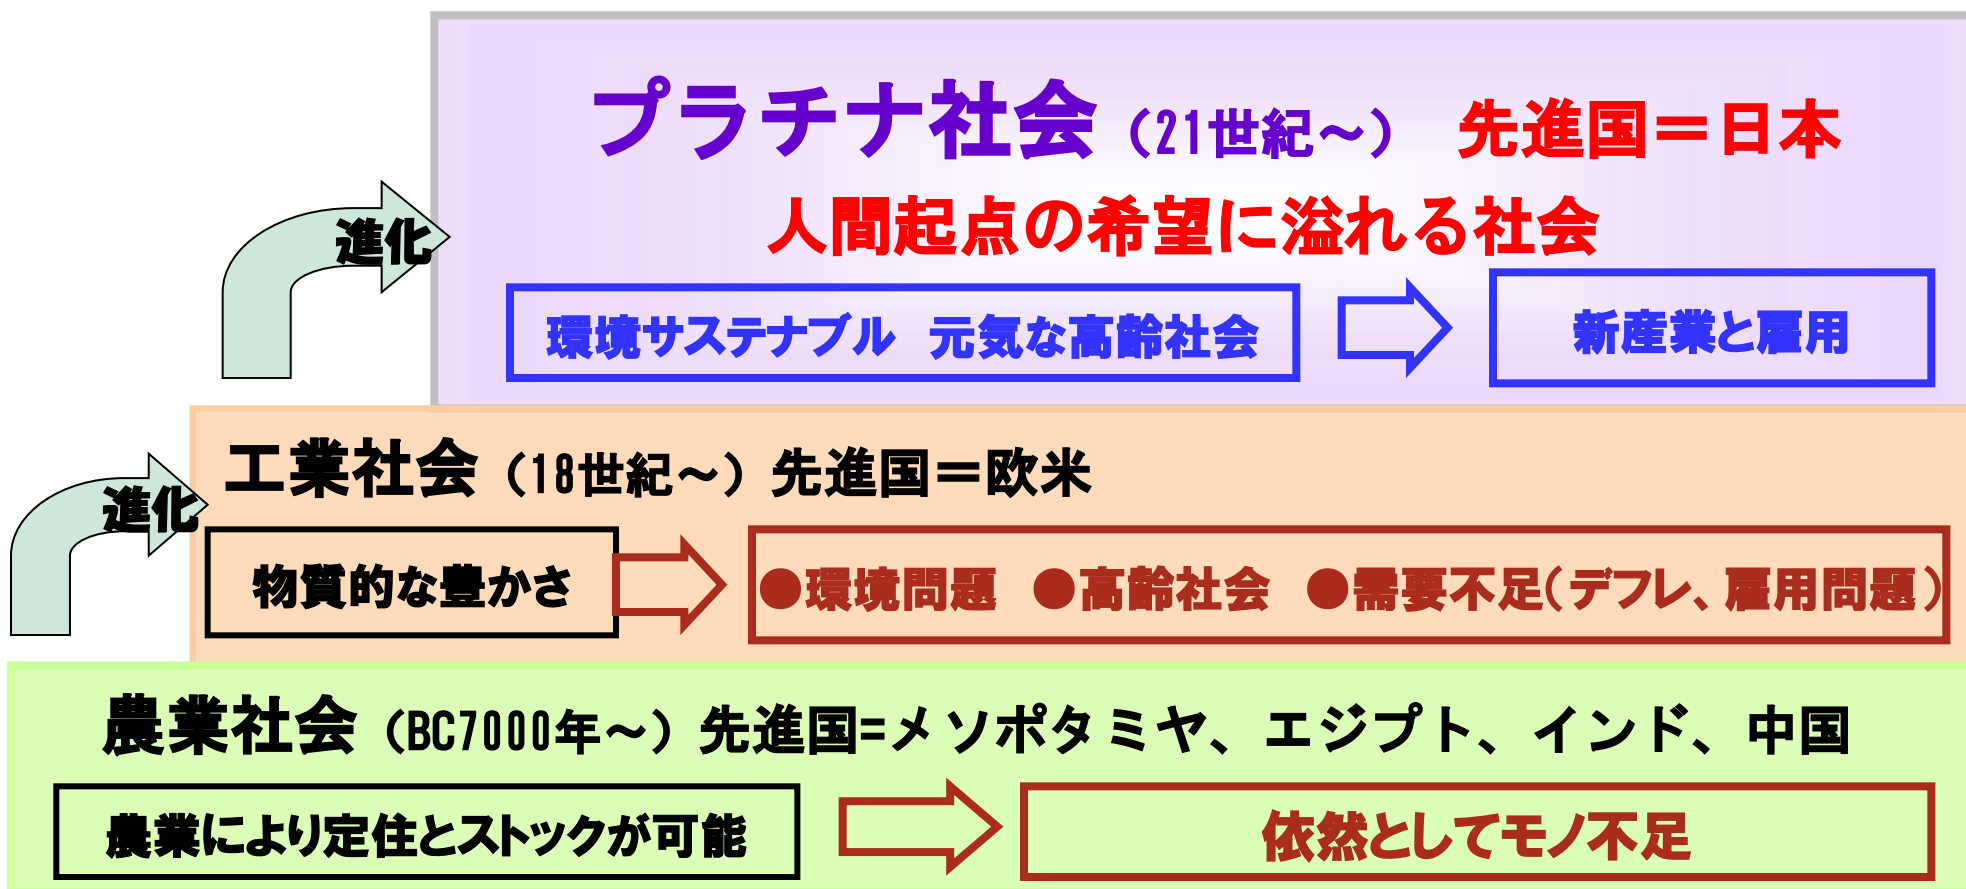 プラチナ社会（21世紀～） 先進国＝日本
人間起点の希望に溢れる社会
進化
環境サステナブル 元気な高齢社会
新産業と雇用
工業社会（18世紀～）先進国＝欧米
進化
物質的な豊かさ
●環境問題 ●高齢社会 ●需要不足（デフレ、雇用問題）
農業社会（BC7000年～）先進国=メソポタミヤ、エジプト、インド、中国
農業により定住とストックが可能
依然としてモノ不足